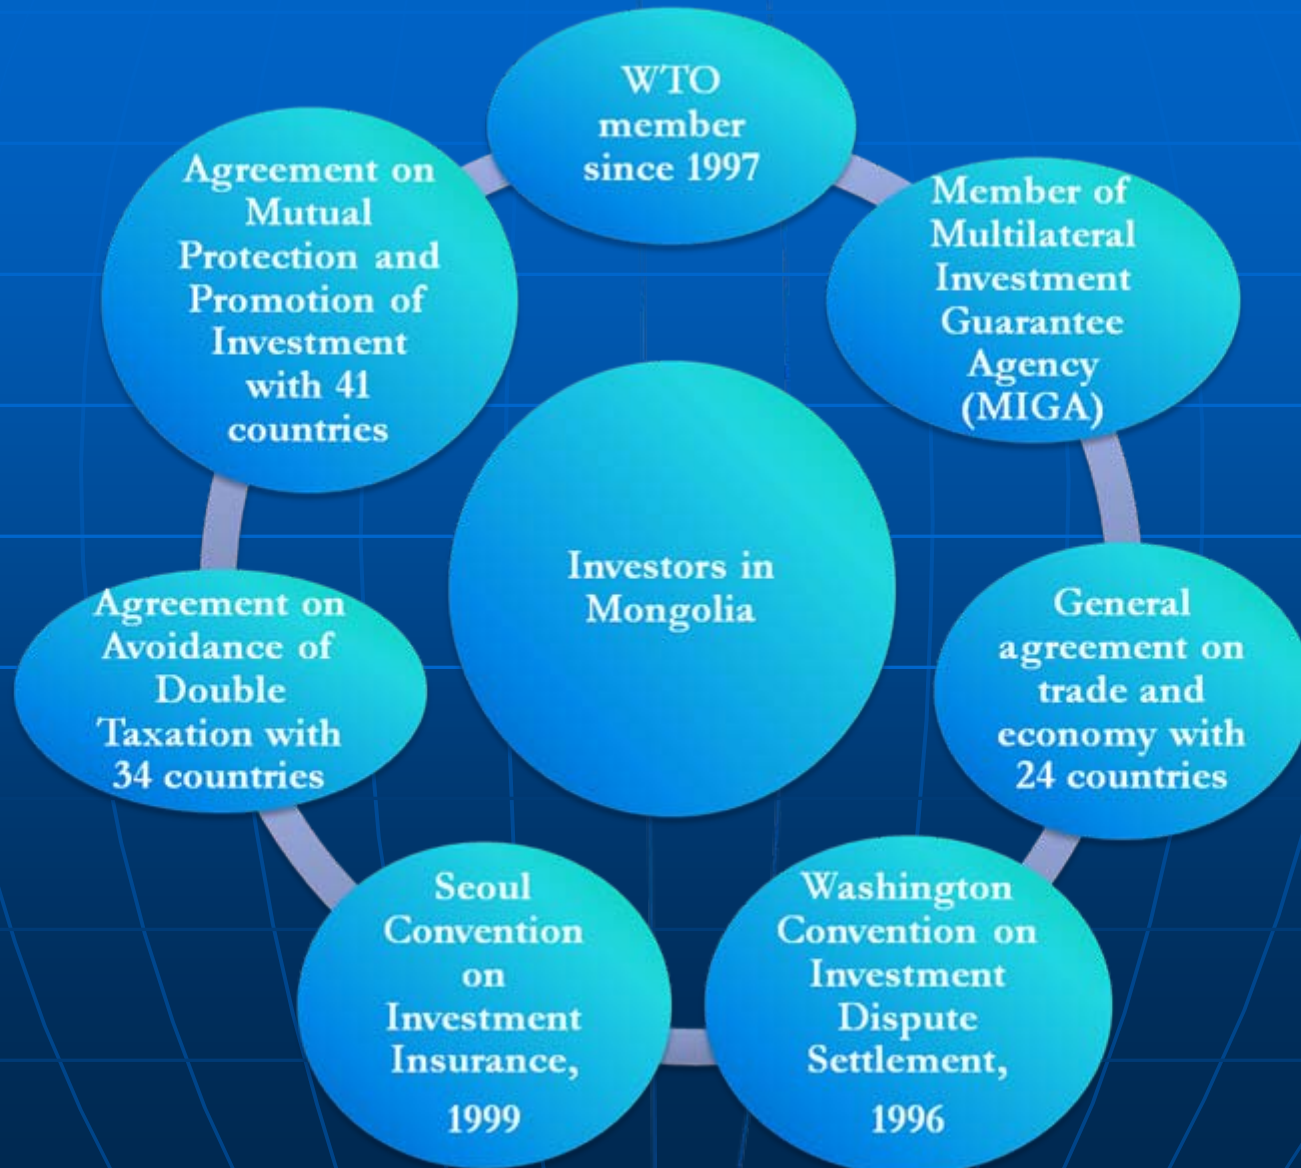 WTO
member
since 1997
Member of
Multilateral
Investment
Guarantee
Agency
(MIGA)
General
agreement on
trade and
economy with
24 countries
Washington
Convention on
Investment
Dispute
Settlement,
1996
Seoul
Convention
on
Investment
Insurance,
1999
Agreement on
Avoidance of
Double
Taxation with
34 countries
Agreement on
Mutual
Protection and
Promotion of
Investment
with 41
countries
Investors in
Mongolia